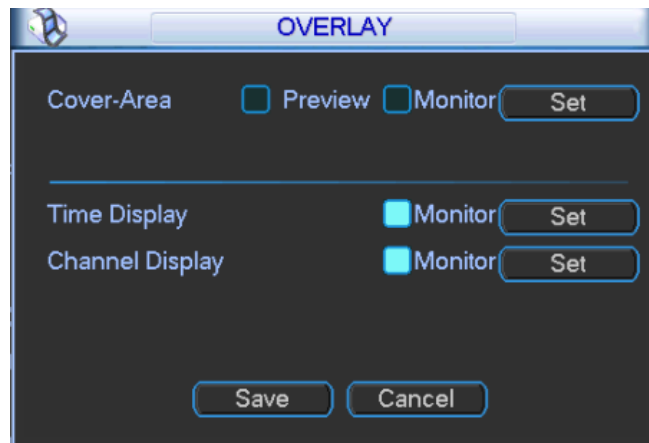 OVERLAY
Cover-Area Preview Monitor Set
Time Display Monitor Set
Channel Display Monitor Set
Save Cancel